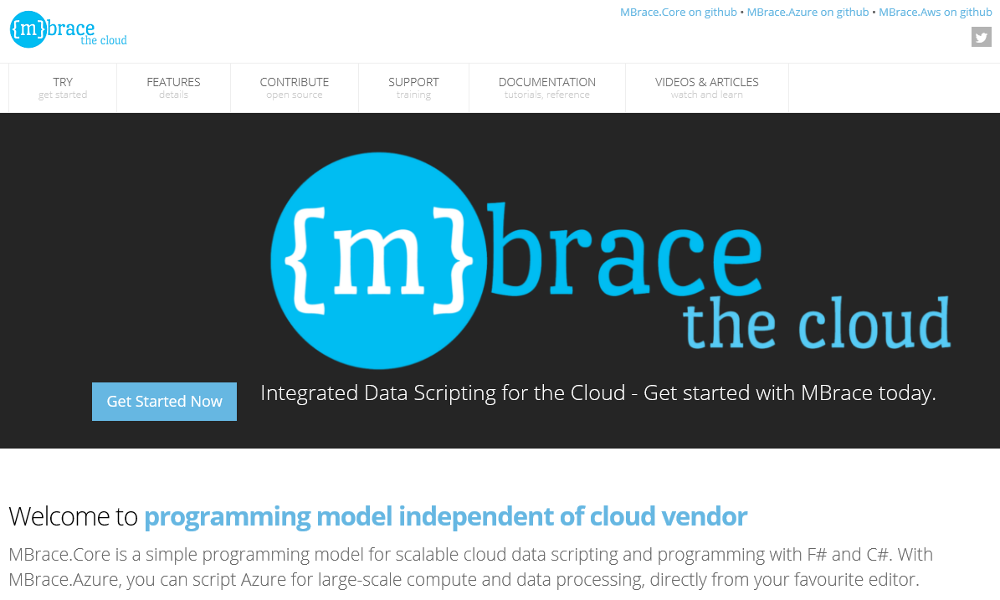 MBrace.Core on github • MBrace.Azure on github • MBrace.Aws on github
{m}brace
the cloud
TRY
get started
FEATURES
details
CONTRIBUTE
open source
SUPPORT
training
DOCUMENTATION
tutorials, reference
VIDEOS & ARTICLES
watch and learn
{m}brace
the cloud
Get Started Now
Integrated Data Scripting for the Cloud - Get started with MBrace today.
Welcome to programming model independent of cloud vendor
MBrace.Core is a simple programming model for scalable cloud data scripting and programming with F# and C#. With
MBrace.Azure, you can script Azure for large-scale compute and data processing, directly from your favourite editor.